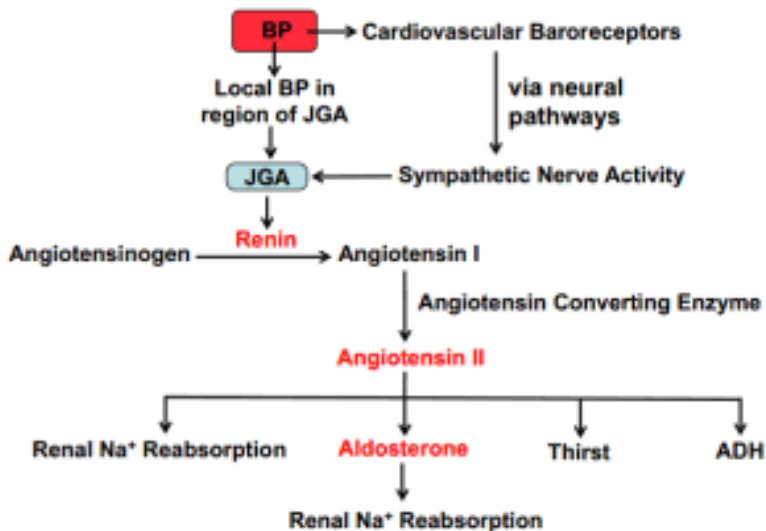 BP
Cardiovascular Baroreceptors
Local BP in
region of JGA
via neural
pathways
JGA
Sympathetic Nerve Activity
Renin
Angiotensinogen
Angiotensin I
Angiotensin Converting Enzyme
Angiotensin II
Renal Na⁺ Reabsorption
Aldosterone
Thirst
ADH
Renal Na⁺ Reabsorption